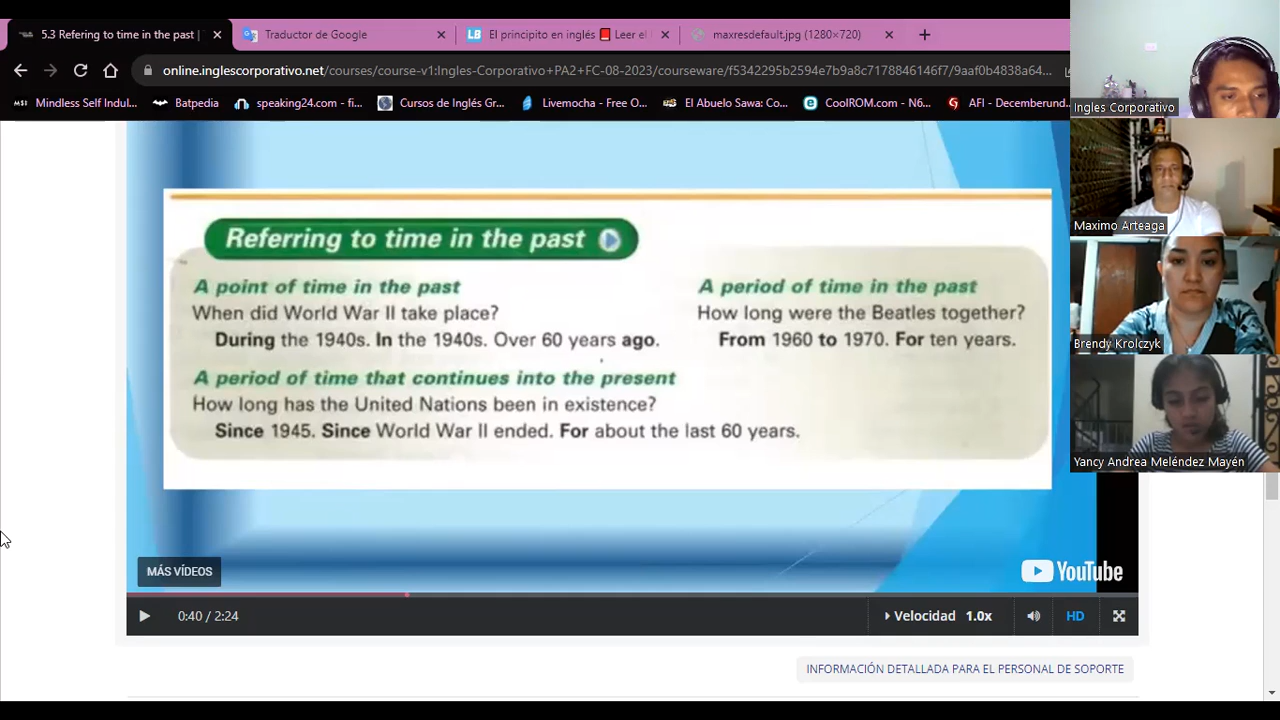 5.3 Refering to time in the past |
Traductor de Google
El principito en inglés 📕 Leer el
maxresdefault.jpg (1280×720)
online.inglescorporativo.net/courses/course-v1:Ingles-Corporativo+PA2+FC-08-2023/courseware/f5342295b2594e7b9a8c7178846146f7/9aaf0b4838a64...
Mindless Self Indul...
Batpedia
speaking24.com - fi...
Cursos de Inglés Gr...
Livemocha - Free O...
El Abuelo Sawa: Co...
CoolROM.com - N6...
AFI - Decemberund...
Ingles Corporativo
Maximo Arteaga
Brendy Krolczyk
Yancy Andrea Meléndez Mayén
Referring to time in the past
A point of time in the past
When did World War II take place?
During the 1940s. In the 1940s. Over 60 years ago.
A period of time in the past
How long were the Beatles together?
From 1960 to 1970. For ten years.
A period of time that continues into the present
How long has the United Nations been in existence?
Since 1945. Since World War II ended. For about the last 60 years.
MÁS VÍDEOS
YouTube
0:40 / 2:24
Velocidad 1.0x
HD
INFORMACIÓN DETALLADA PARA EL PERSONAL DE SOPORTE